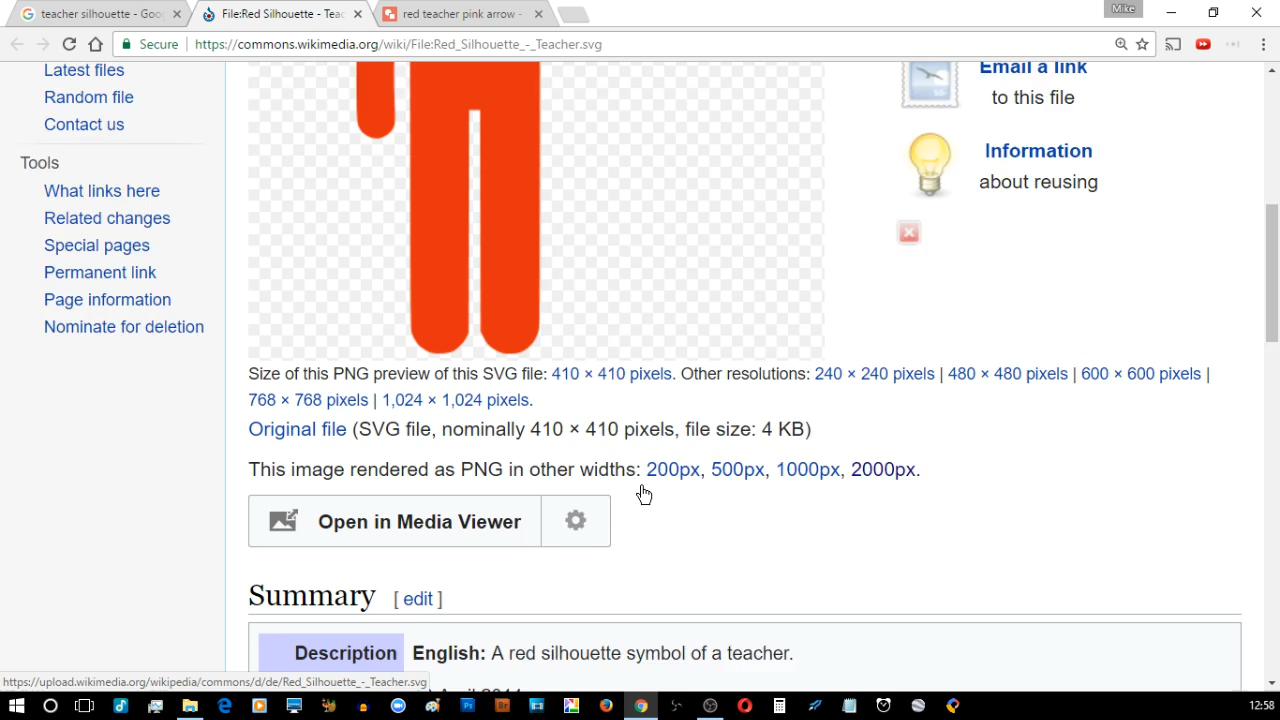 teacher silhouette - Goo
File:Red Silhouette - Teac
red teacher pink arrow -
Mike
Secure
https://commons.wikimedia.org/wiki/File:Red_Silhouette_-_Teacher.svg
Latest files
Random file
Contact us
Tools
What links here
Related changes
Special pages
Permanent link
Page information
Nominate for deletion
Email a link
to this file
Information
about reusing
Size of this PNG preview of this SVG file: 410 × 410 pixels. Other resolutions: 240 × 240 pixels | 480 × 480 pixels | 600 × 600 pixels |
768 × 768 pixels | 1,024 × 1,024 pixels.
Original file (SVG file, nominally 410 × 410 pixels, file size: 4 KB)
This image rendered as PNG in other widths: 200px, 500px, 1000px, 2000px.
Open in Media Viewer
Summary [ edit ]
Description English: A red silhouette symbol of a teacher.
https://upload.wikimedia.org/wikipedia/commons/d/de/Red_Silhouette_-_Teacher.svg
Br
12:58